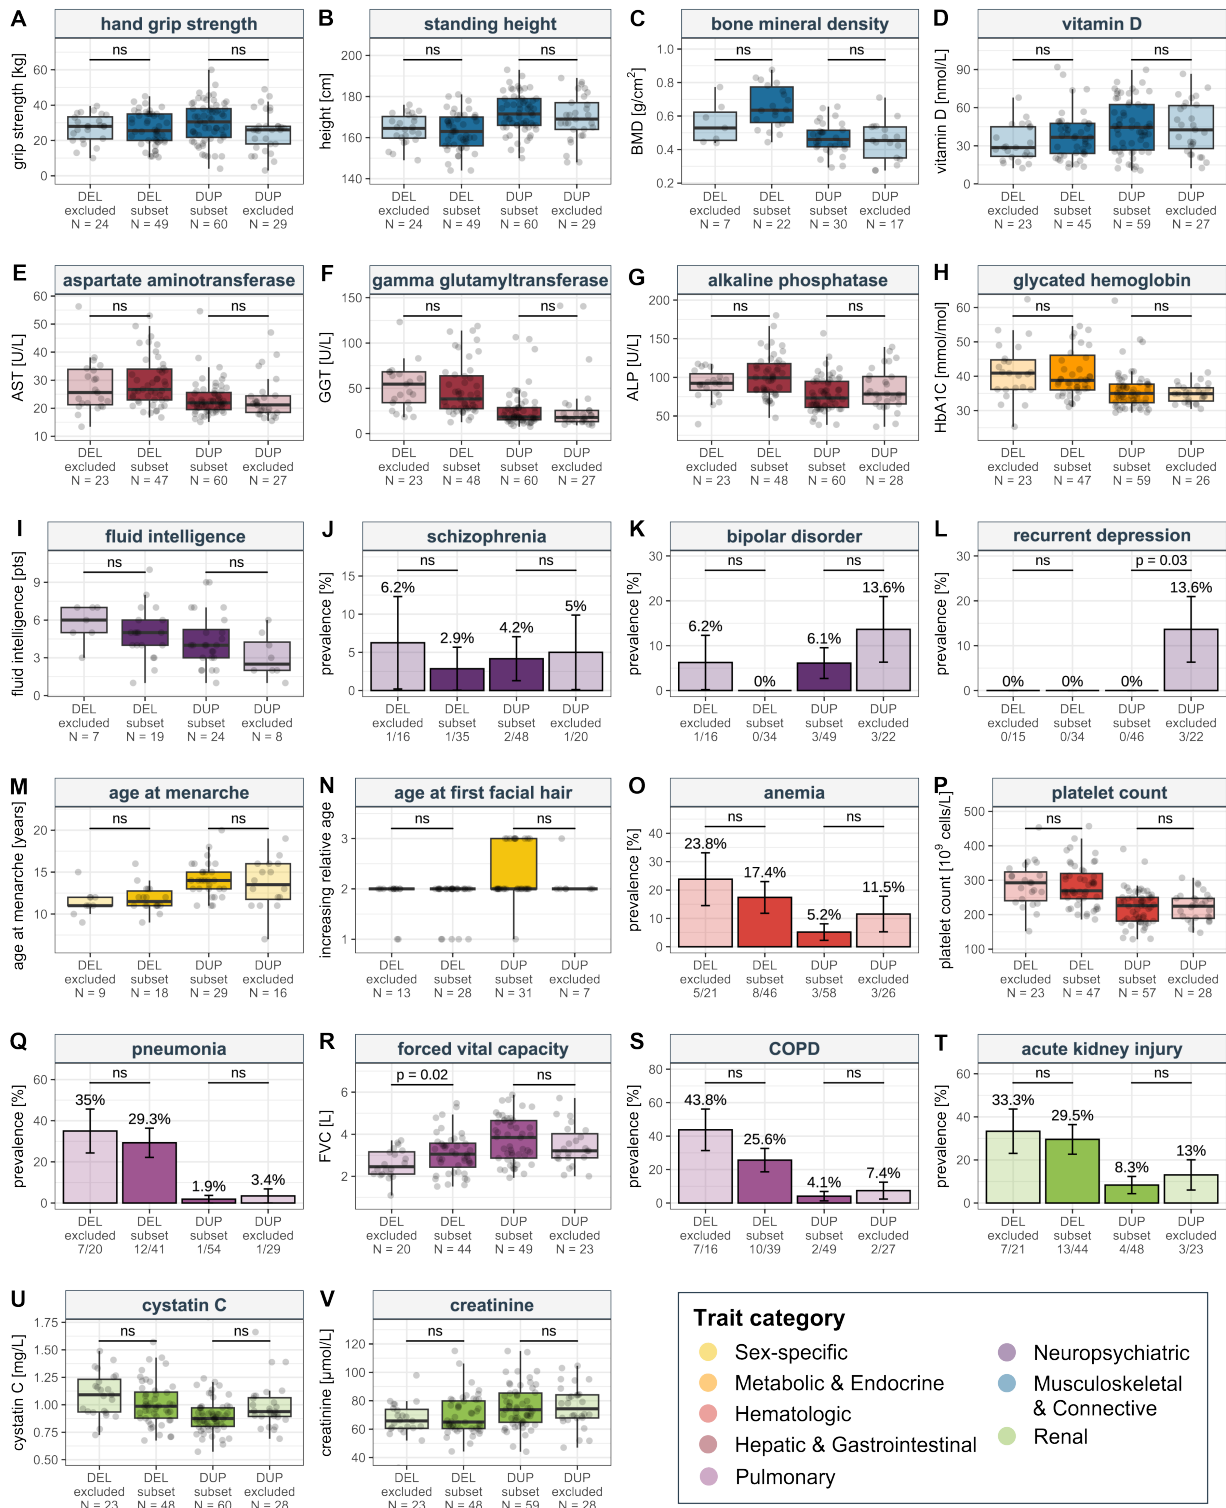 A
hand grip strength
grip strength [kg]
60
40
20
0
ns
ns
DEL
excluded
N = 24
DEL
subset
N = 49
DUP
subset
N = 60
DUP
excluded
N = 29
B
standing height
height [cm]
200
180
160
140
ns
ns
DEL
excluded
N = 24
DEL
subset
N = 49
DUP
subset
N = 60
DUP
excluded
N = 29
C
bone mineral density
BMD [g/cm²]
1.0
0.8
0.6
0.4
0.2
ns
ns
DEL
excluded
N = 7
DEL
subset
N = 22
DUP
subset
N = 30
DUP
excluded
N = 17
D
vitamin D
vitamin D [nmol/L]
90
60
30
0
ns
ns
DEL
excluded
N = 23
DEL
subset
N = 45
DUP
subset
N = 59
DUP
excluded
N = 27
E
aspartate aminotransferase
AST [U/L]
60
50
40
30
20
10
ns
ns
DEL
excluded
N = 23
DEL
subset
N = 47
DUP
subset
N = 60
DUP
excluded
N = 27
F
gamma glutamyltransferase
GGT [U/L]
150
100
50
0
ns
ns
DEL
excluded
N = 23
DEL
subset
N = 48
DUP
subset
N = 60
DUP
excluded
N = 27
G
alkaline phosphatase
ALP [U/L]
200
150
100
50
ns
ns
DEL
excluded
N = 23
DEL
subset
N = 48
DUP
subset
N = 60
DUP
excluded
N = 28
H
glycated hemoglobin
HbA1C [mmol/mol]
60
50
40
30
ns
ns
DEL
excluded
N = 23
DEL
subset
N = 47
DUP
subset
N = 59
DUP
excluded
N = 26
I
fluid intelligence
fluid intelligence [pts]
9
6
3
0
ns
ns
DEL
excluded
N = 7
DEL
subset
N = 19
DUP
subset
N = 24
DUP
excluded
N = 8
J
schizophrenia
prevalence [%]
15
10
5
0
ns
ns
6.2%
2.9%
4.2%
5%
DEL
excluded
1/16
DEL
subset
1/35
DUP
subset
2/48
DUP
excluded
1/20
K
bipolar disorder
prevalence [%]
30
20
10
0
ns
ns
6.2%
0%
6.1%
13.6%
DEL
excluded
1/16
DEL
subset
0/34
DUP
subset
3/49
DUP
excluded
3/22
L
recurrent depression
prevalence [%]
30
20
10
0
ns
p = 0.03
0%
0%
0%
13.6%
DEL
excluded
0/15
DEL
subset
0/34
DUP
subset
0/46
DUP
excluded
3/22
M
age at menarche
age at menarche [years]
20
15
10
ns
ns
DEL
excluded
N = 9
DEL
subset
N = 18
DUP
subset
N = 29
DUP
excluded
N = 16
N
age at first facial hair
increasing relative age
3
2
1
ns
ns
DEL
excluded
N = 13
DEL
subset
N = 28
DUP
subset
N = 31
DUP
excluded
N = 7
O
anemia
prevalence [%]
40
30
20
10
0
ns
ns
23.8%
17.4%
5.2%
11.5%
DEL
excluded
5/21
DEL
subset
8/46
DUP
subset
3/58
DUP
excluded
3/26
P
platelet count
platelet count [10⁹ cells/L]
500
400
300
200
100
ns
ns
DEL
excluded
N = 23
DEL
subset
N = 47
DUP
subset
N = 57
DUP
excluded
N = 28
Q
pneumonia
prevalence [%]
60
40
20
0
ns
ns
35%
29.3%
1.9%
3.4%
DEL
excluded
7/20
DEL
subset
12/41
DUP
subset
1/54
DUP
excluded
1/29
R
forced vital capacity
FVC [L]
6
4
2
p = 0.02
ns
DEL
excluded
N = 20
DEL
subset
N = 44
DUP
subset
N = 49
DUP
excluded
N = 23
S
COPD
prevalence [%]
80
60
40
20
0
ns
ns
43.8%
25.6%
4.1%
7.4%
DEL
excluded
7/16
DEL
subset
10/39
DUP
subset
2/49
DUP
excluded
2/27
T
acute kidney injury
prevalence [%]
60
40
20
0
ns
ns
33.3%
29.5%
8.3%
13%
DEL
excluded
7/21
DEL
subset
13/44
DUP
subset
4/48
DUP
excluded
3/23
U
cystatin C
cystatin C [mg/L]
1.75
1.50
1.25
1.00
0.75
0.50
ns
ns
DEL
excluded
N = 23
DEL
subset
N = 48
DUP
subset
N = 60
DUP
excluded
N = 28
V
creatinine
creatinine [µmol/L]
120
100
80
60
40
ns
ns
DEL
excluded
N = 23
DEL
subset
N = 48
DUP
subset
N = 59
DUP
excluded
N = 28
Trait category
Sex-specific
Metabolic & Endocrine
Hematologic
Hepatic & Gastrointestinal
Pulmonary
Neuropsychiatric
Musculoskeletal
& Connective
Renal